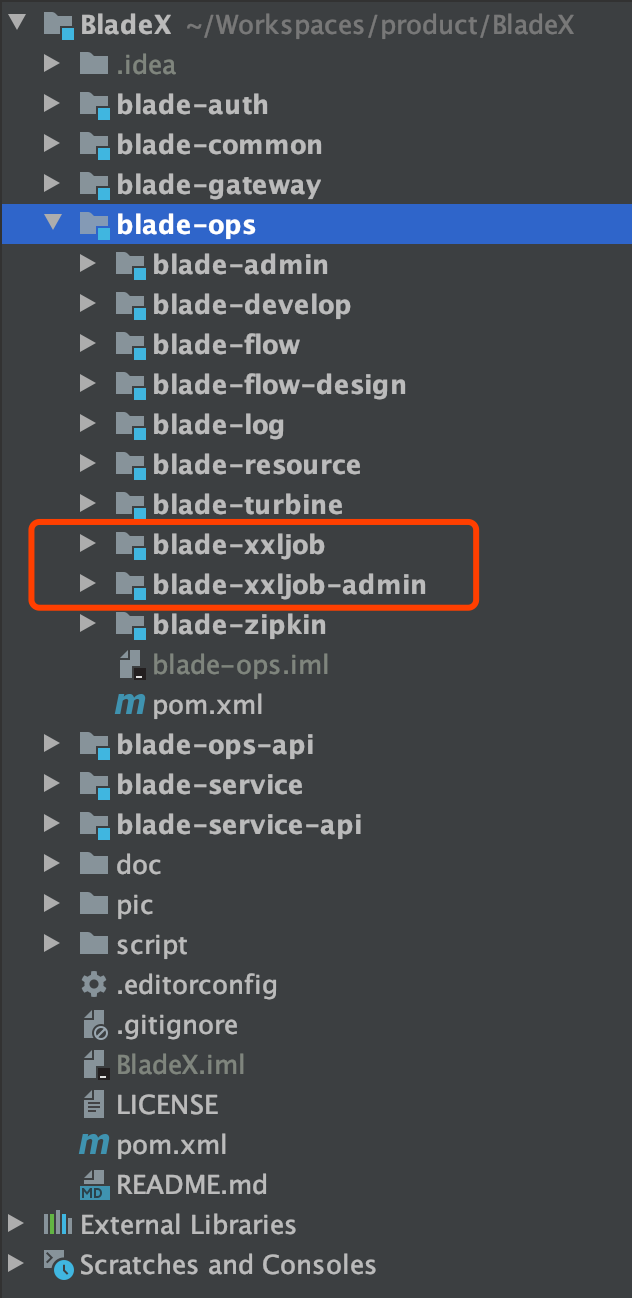 BladeX ~/Workspaces/product/BladeX
.idea
blade-auth
blade-common
blade-gateway
blade-ops
blade-admin
blade-develop
blade-flow
blade-flow-design
blade-log
blade-resource
blade-turbine
blade-xxljob
blade-xxljob-admin
blade-zipkin
blade-ops.iml
m pom.xml
blade-ops-api
blade-service
blade-service-api
doc
pic
script
.editorconfig
.gitignore
BladeX.iml
LICENSE
m pom.xml
MD README.md
External Libraries
Scratches and Consoles